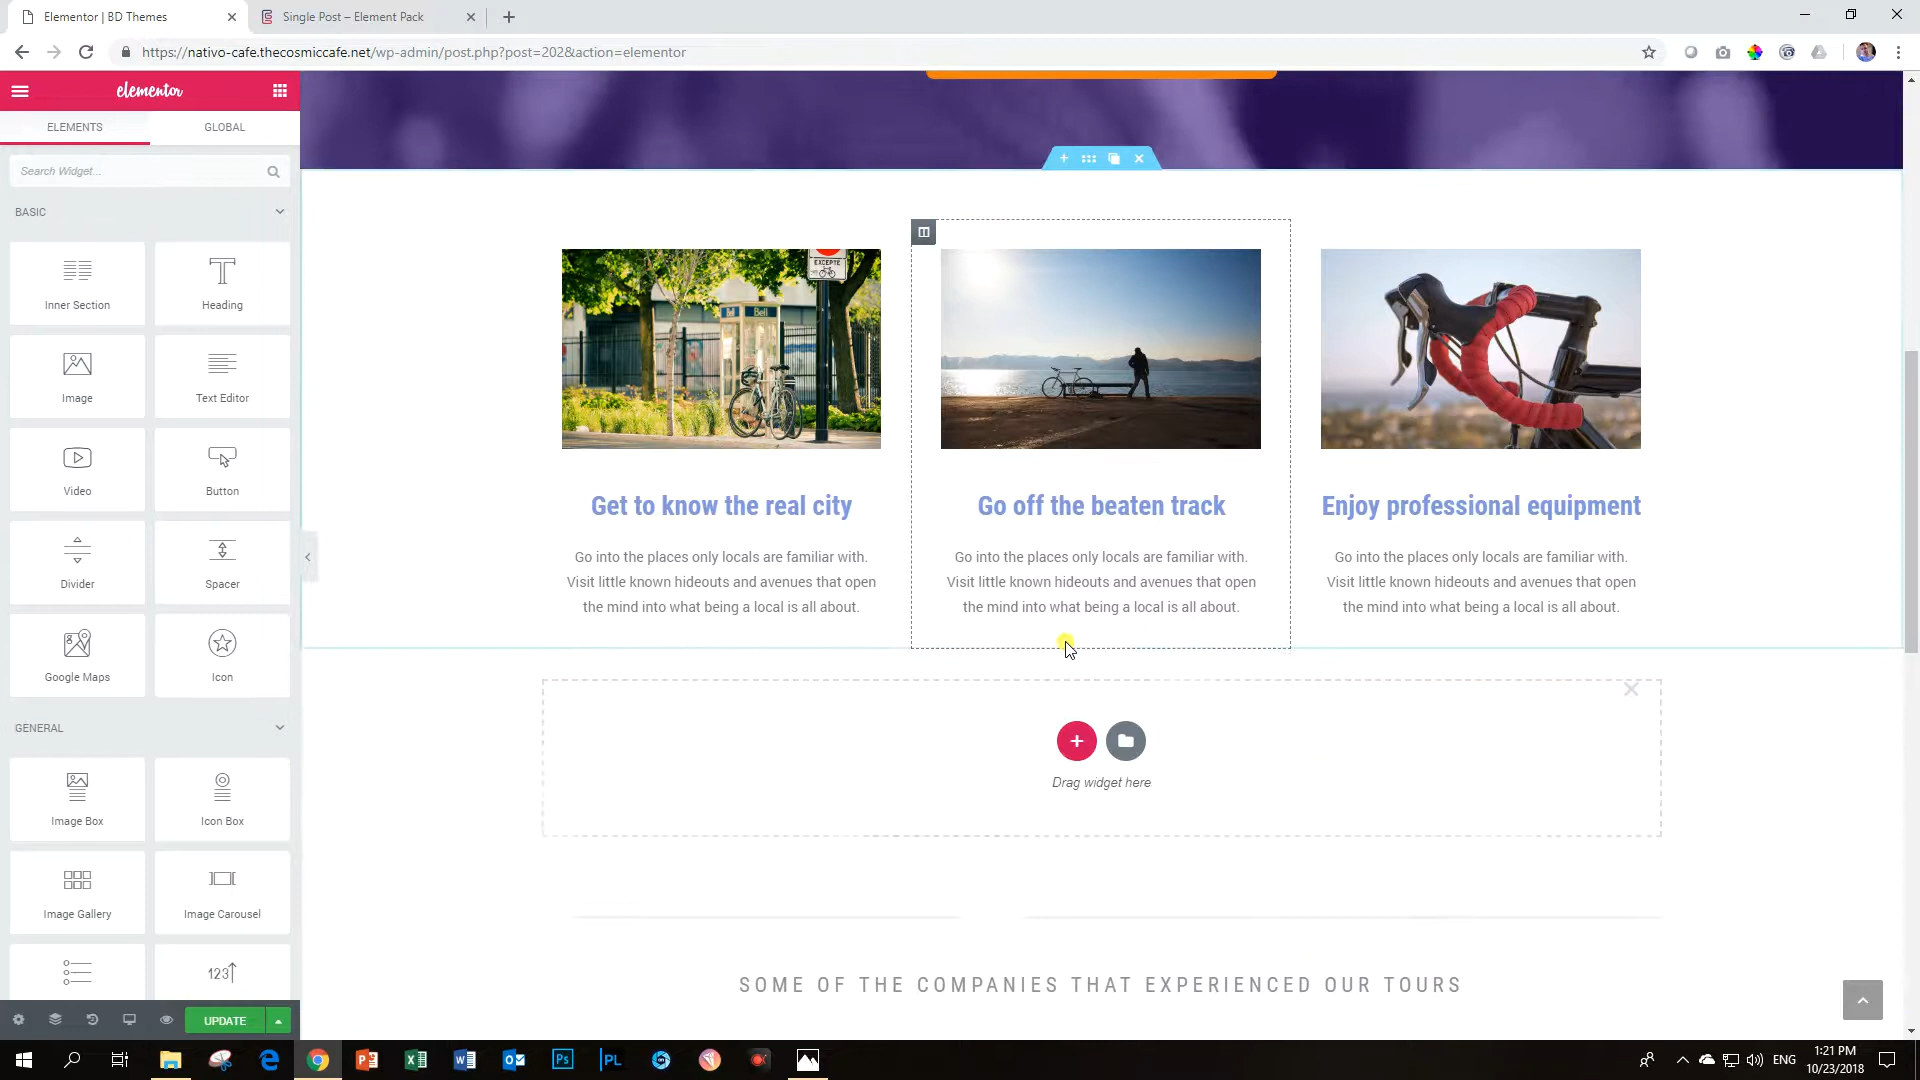 Elementor | BD Themes
Single Post – Element Pack
https://nativo-cafe.thecosmiccafe.net/wp-admin/post.php?post=202&action=elementor
elementor
ELEMENTS
GLOBAL
Search Widget...
BASIC
Inner Section
Heading
Image
Text Editor
Video
Button
Divider
Spacer
Google Maps
Icon
GENERAL
Image Box
Icon Box
Image Gallery
Image Carousel
123
UPDATE
Bell
Bell
EXCEPTE
Get to know the real city
Go into the places only locals are familiar with.
Visit little known hideouts and avenues that open
the mind into what being a local is all about.
Go off the beaten track
Go into the places only locals are familiar with.
Visit little known hideouts and avenues that open
the mind into what being a local is all about.
Enjoy professional equipment
Go into the places only locals are familiar with.
Visit little known hideouts and avenues that open
the mind into what being a local is all about.
Drag widget here
SOME OF THE COMPANIES THAT EXPERIENCED OUR TOURS
Ps
PL
ENG
1:21 PM
10/23/2018